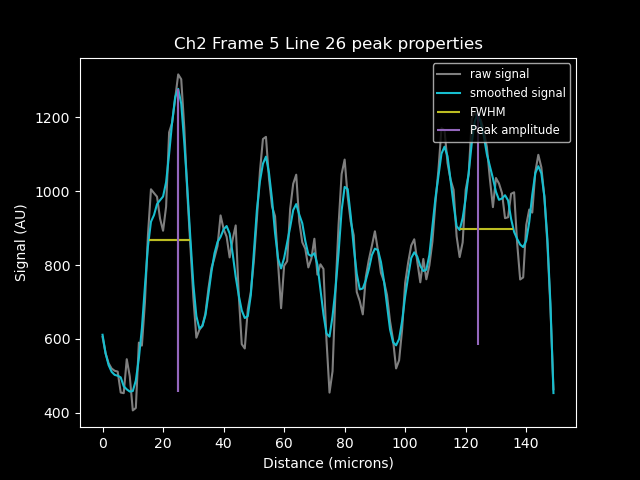 Ch2 Frame 5 Line 26 peak properties
raw signal
smoothed signal
FWHM
Peak amplitude
1200
1000
800
600
400
Signal (AU)
0 20 40 60 80 100 120 140
Distance (microns)